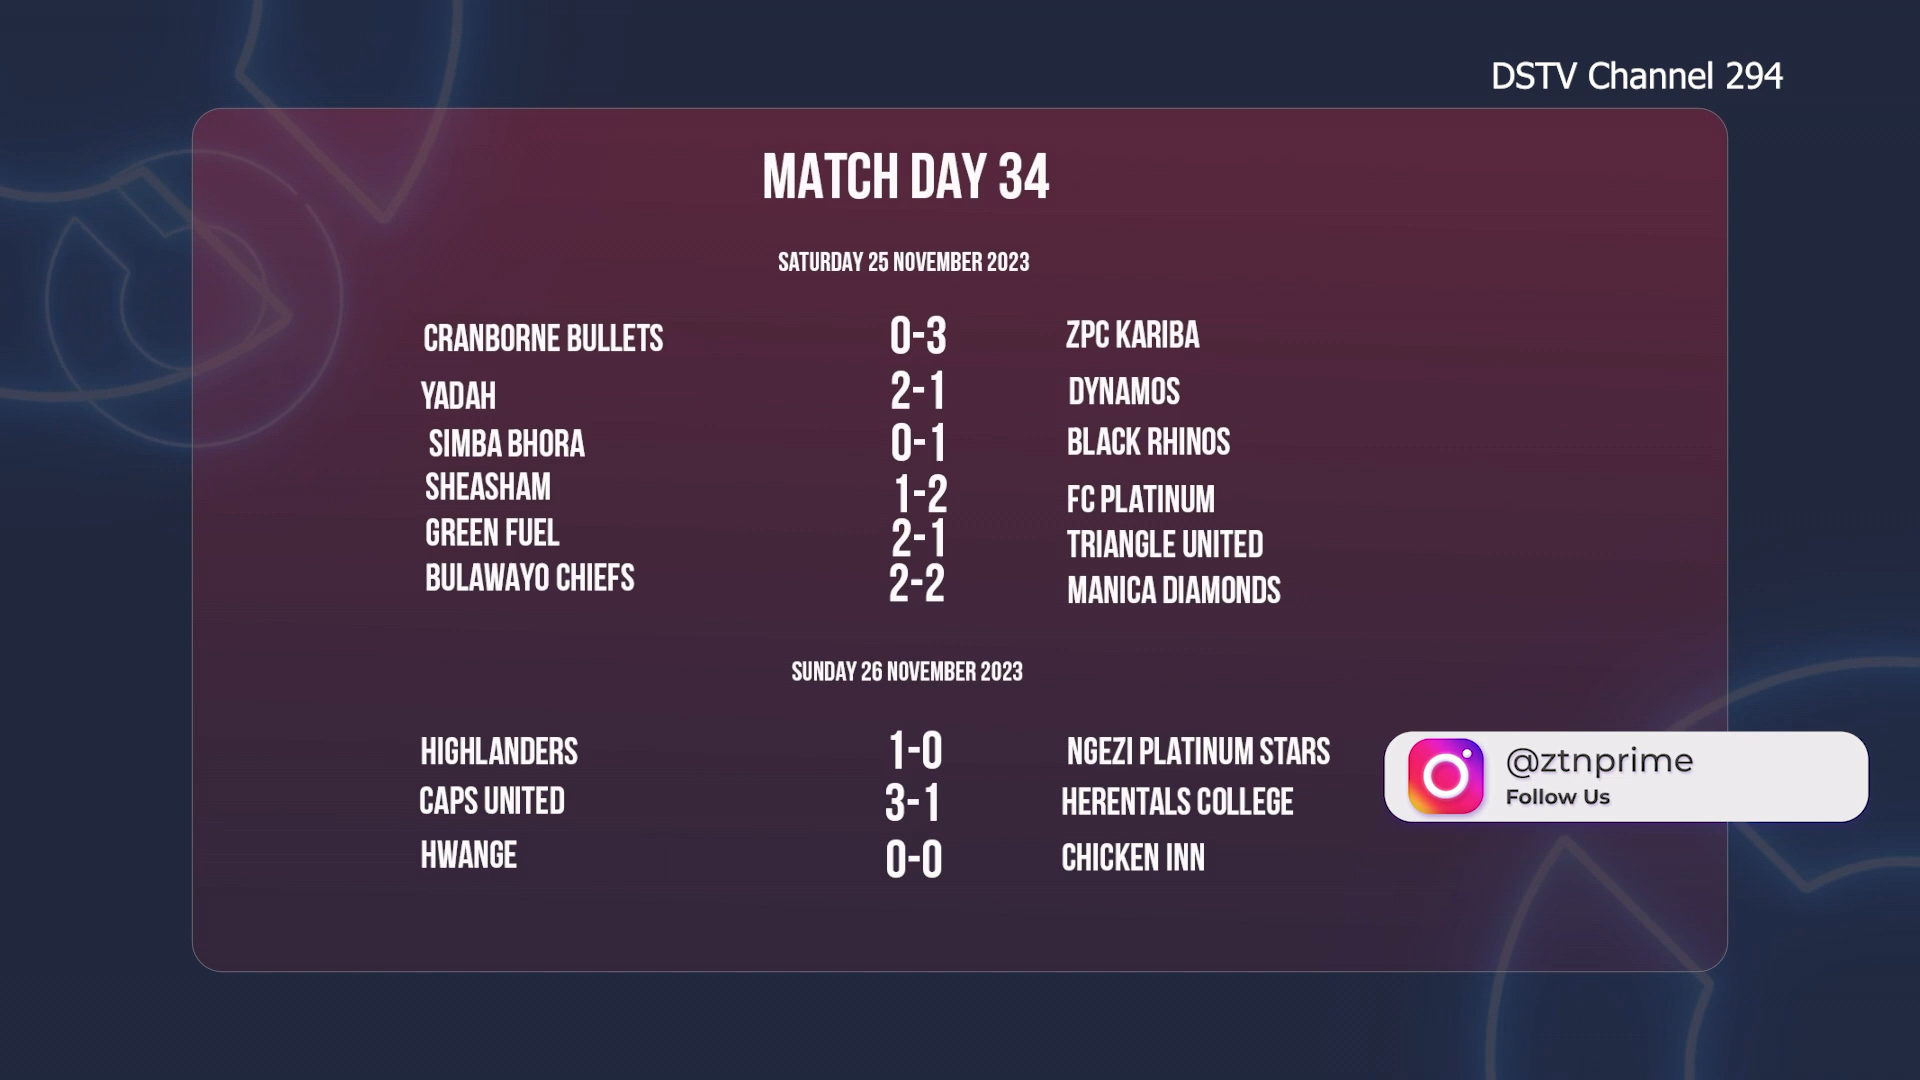 DSTV Channel 294
MATCH DAY 34
SATURDAY 25 NOVEMBER 2023
CRANBORNE BULLETS 0-3 ZPC KARIBA
YADAH 2-1 DYNAMOS
SIMBA BHORA 0-1 BLACK RHINOS
SHEASHAM 1-2 FC PLATINUM
GREEN FUEL 2-1 TRIANGLE UNITED
BULAWAYO CHIEFS 2-2 MANICA DIAMONDS
SUNDAY 26 NOVEMBER 2023
HIGHLANDERS 1-0 NGEZI PLATINUM STARS
CAPS UNITED 3-1 HERENTALS COLLEGE
HWANGE 0-0 CHICKEN INN
@ztnprime
Follow Us